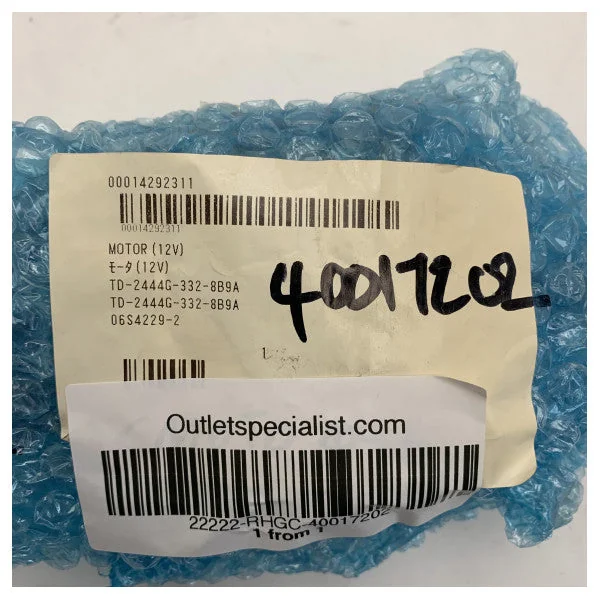 00014292311
00014292311
MOTOR (12V)
モータ (12V)
TD-2444G-332-8B9A
TD-2444G-332-8B9A
06S4229-2
40017202
Outletspecialist.com
22222-RHGC-40017202
1 from 1